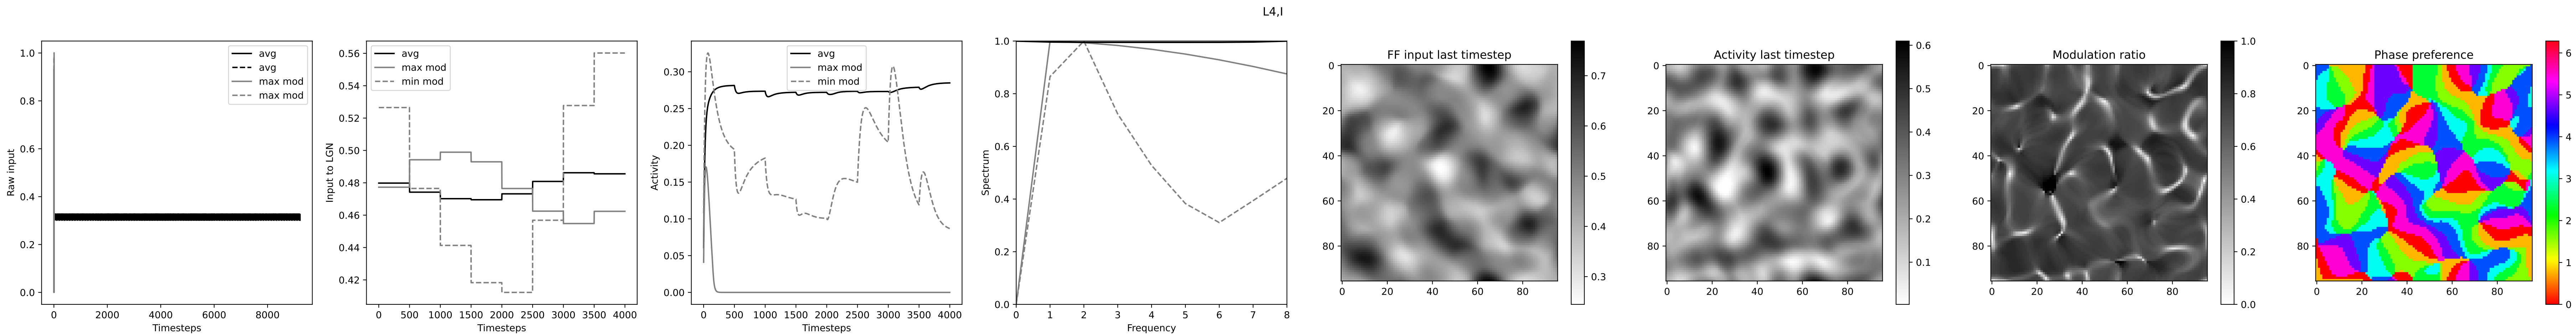 L4,I
Raw input
1.0
0.8
0.6
0.4
0.2
0.0
avg
avg
max mod
max mod
0 2000 4000 6000 8000
Timesteps
Input to LGN
0.56
0.54
0.52
0.50
0.48
0.46
0.44
0.42
avg
max mod
min mod
0 500 1000 1500 2000 2500 3000 3500 4000
Timesteps
Activity
0.30
0.25
0.20
0.15
0.10
0.05
0.00
avg
max mod
min mod
0 500 1000 1500 2000 2500 3000 3500 4000
Timesteps
Spectrum
1.0
0.8
0.6
0.4
0.2
0.0
0 1 2 3 4 5 6 7 8
Frequency
FF input last timestep
0
20
40
60
80
0 20 40 60 80
0.7
0.6
0.5
0.4
0.3
Activity last timestep
0
20
40
60
80
0 20 40 60 80
0.6
0.5
0.4
0.3
0.2
0.1
Modulation ratio
0
20
40
60
80
0 20 40 60 80
1.0
0.8
0.6
0.4
0.2
0.0
Phase preference
0
20
40
60
80
0 20 40 60 80
6
5
4
3
2
1
0